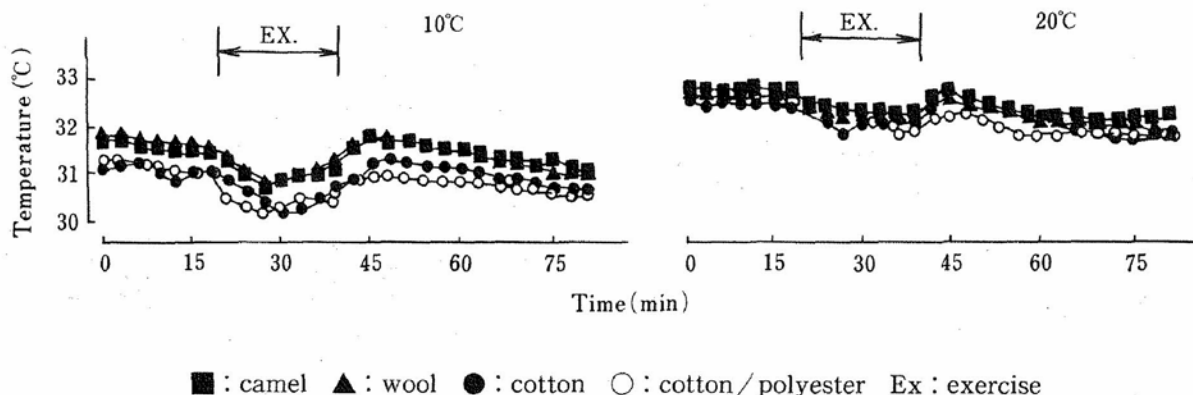 EX. 10℃
EX. 20℃
Temperature (℃)
33
32
31
30
0 15 30 45 60 75
0 15 30 45 60 75
Time (min)
■ : camel ▲ : wool ● : cotton ○ : cotton/polyester Ex : exercise